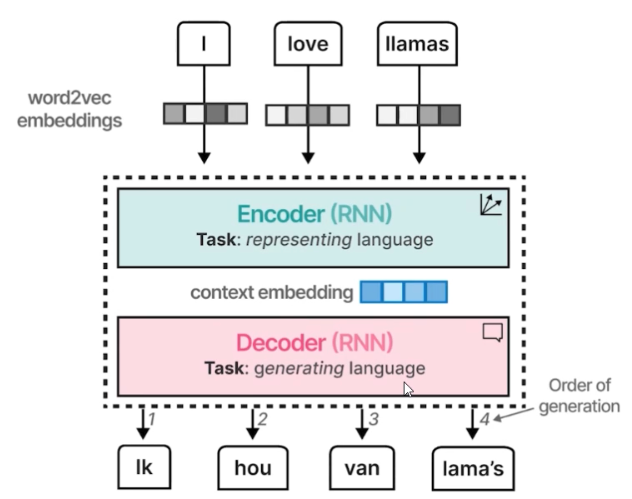 I love llamas
word2vec
embeddings
Encoder (RNN)
Task: representing language
context embedding
Decoder (RNN)
Task: generating language
Order of
generation
1 2 3 4
Ik hou van lama's